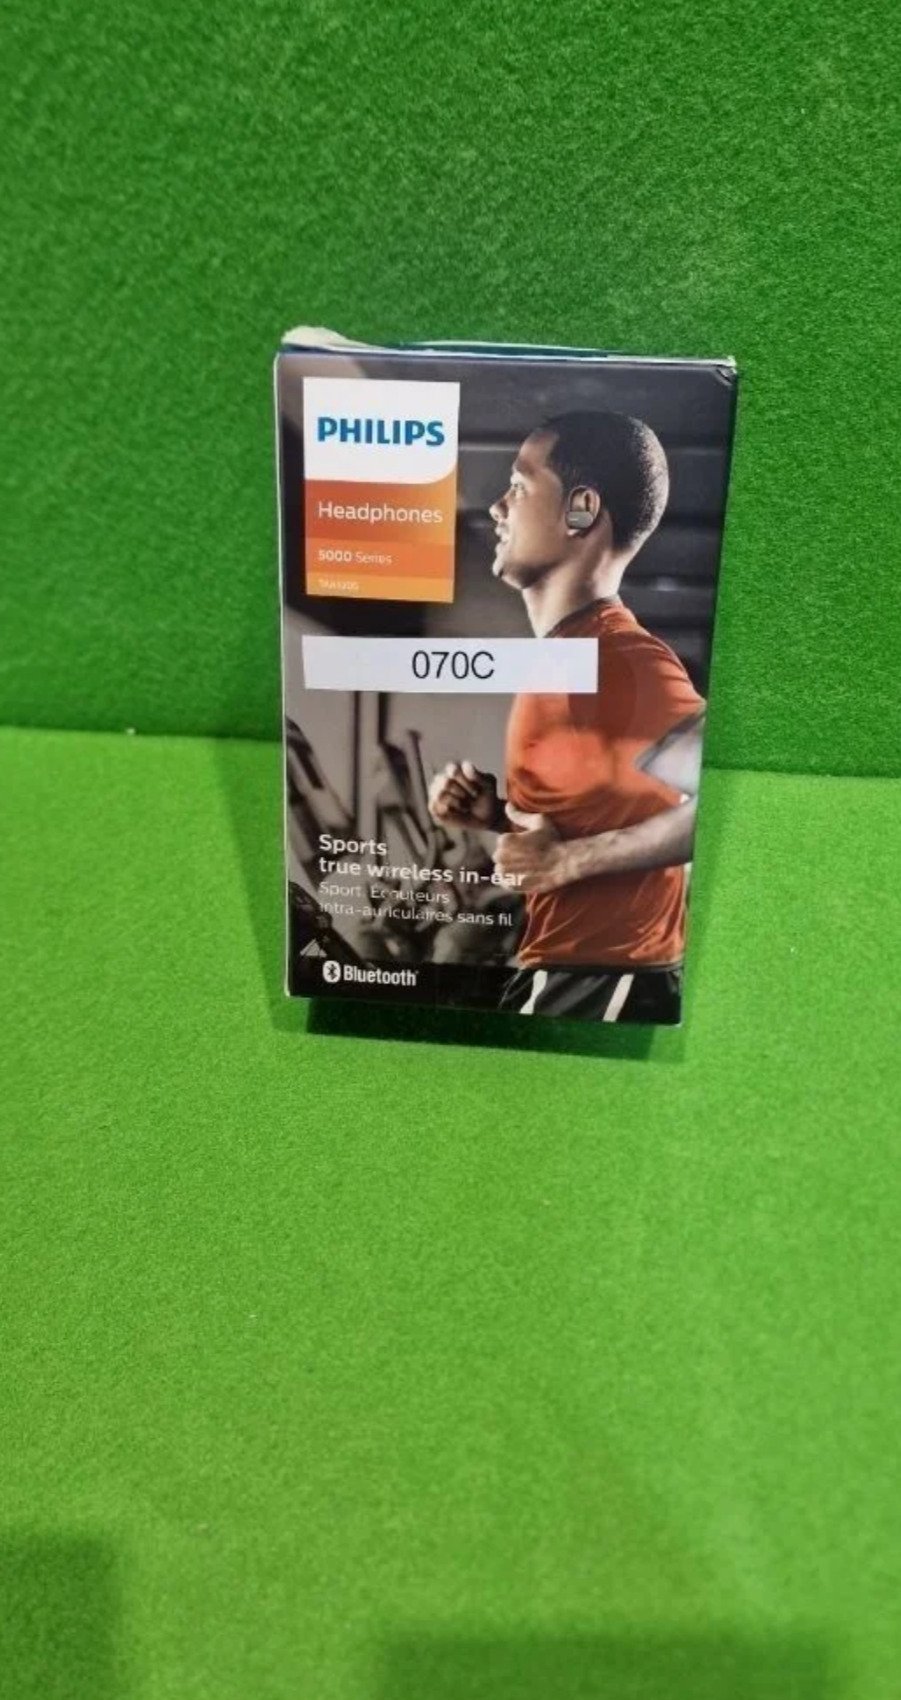 PHILIPS
Headphones
5000 Series
070C
Sports
true wireless in-ear
Sport. Écouteurs
intra-auriculaires sans fil
Bluetooth®